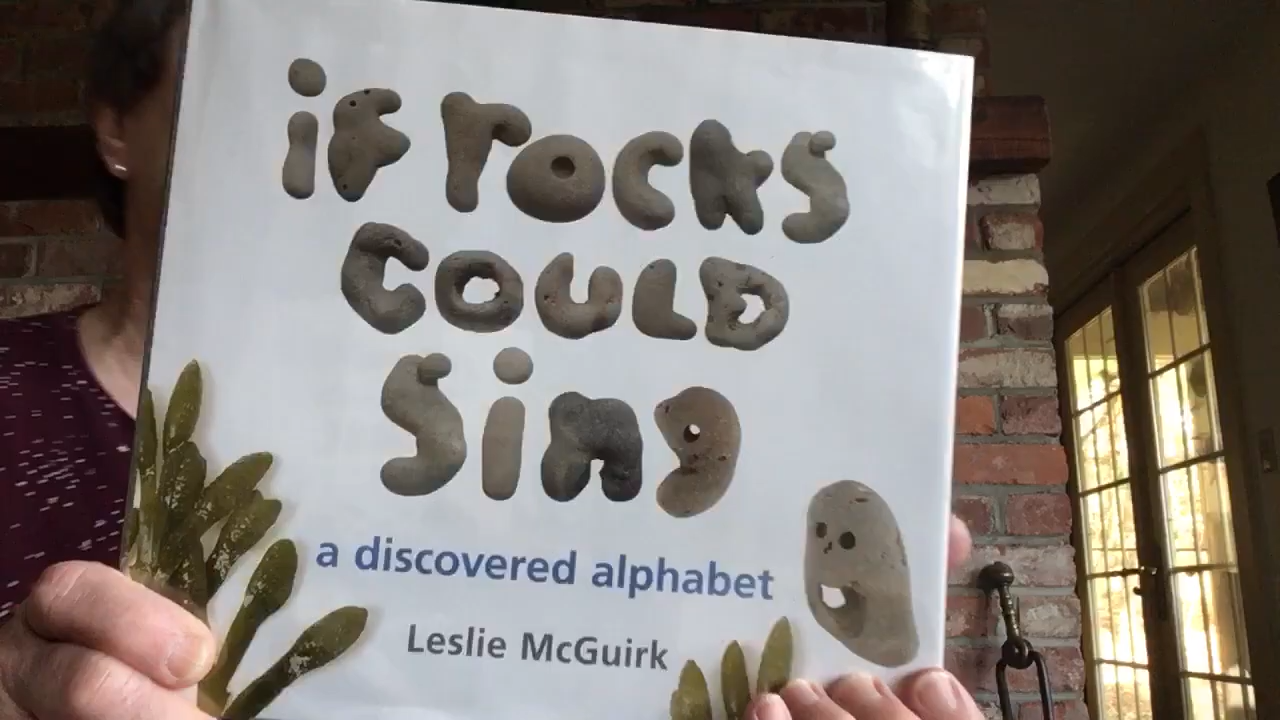 if rocks
could
sing
a discovered alphabet
Leslie McGuirk